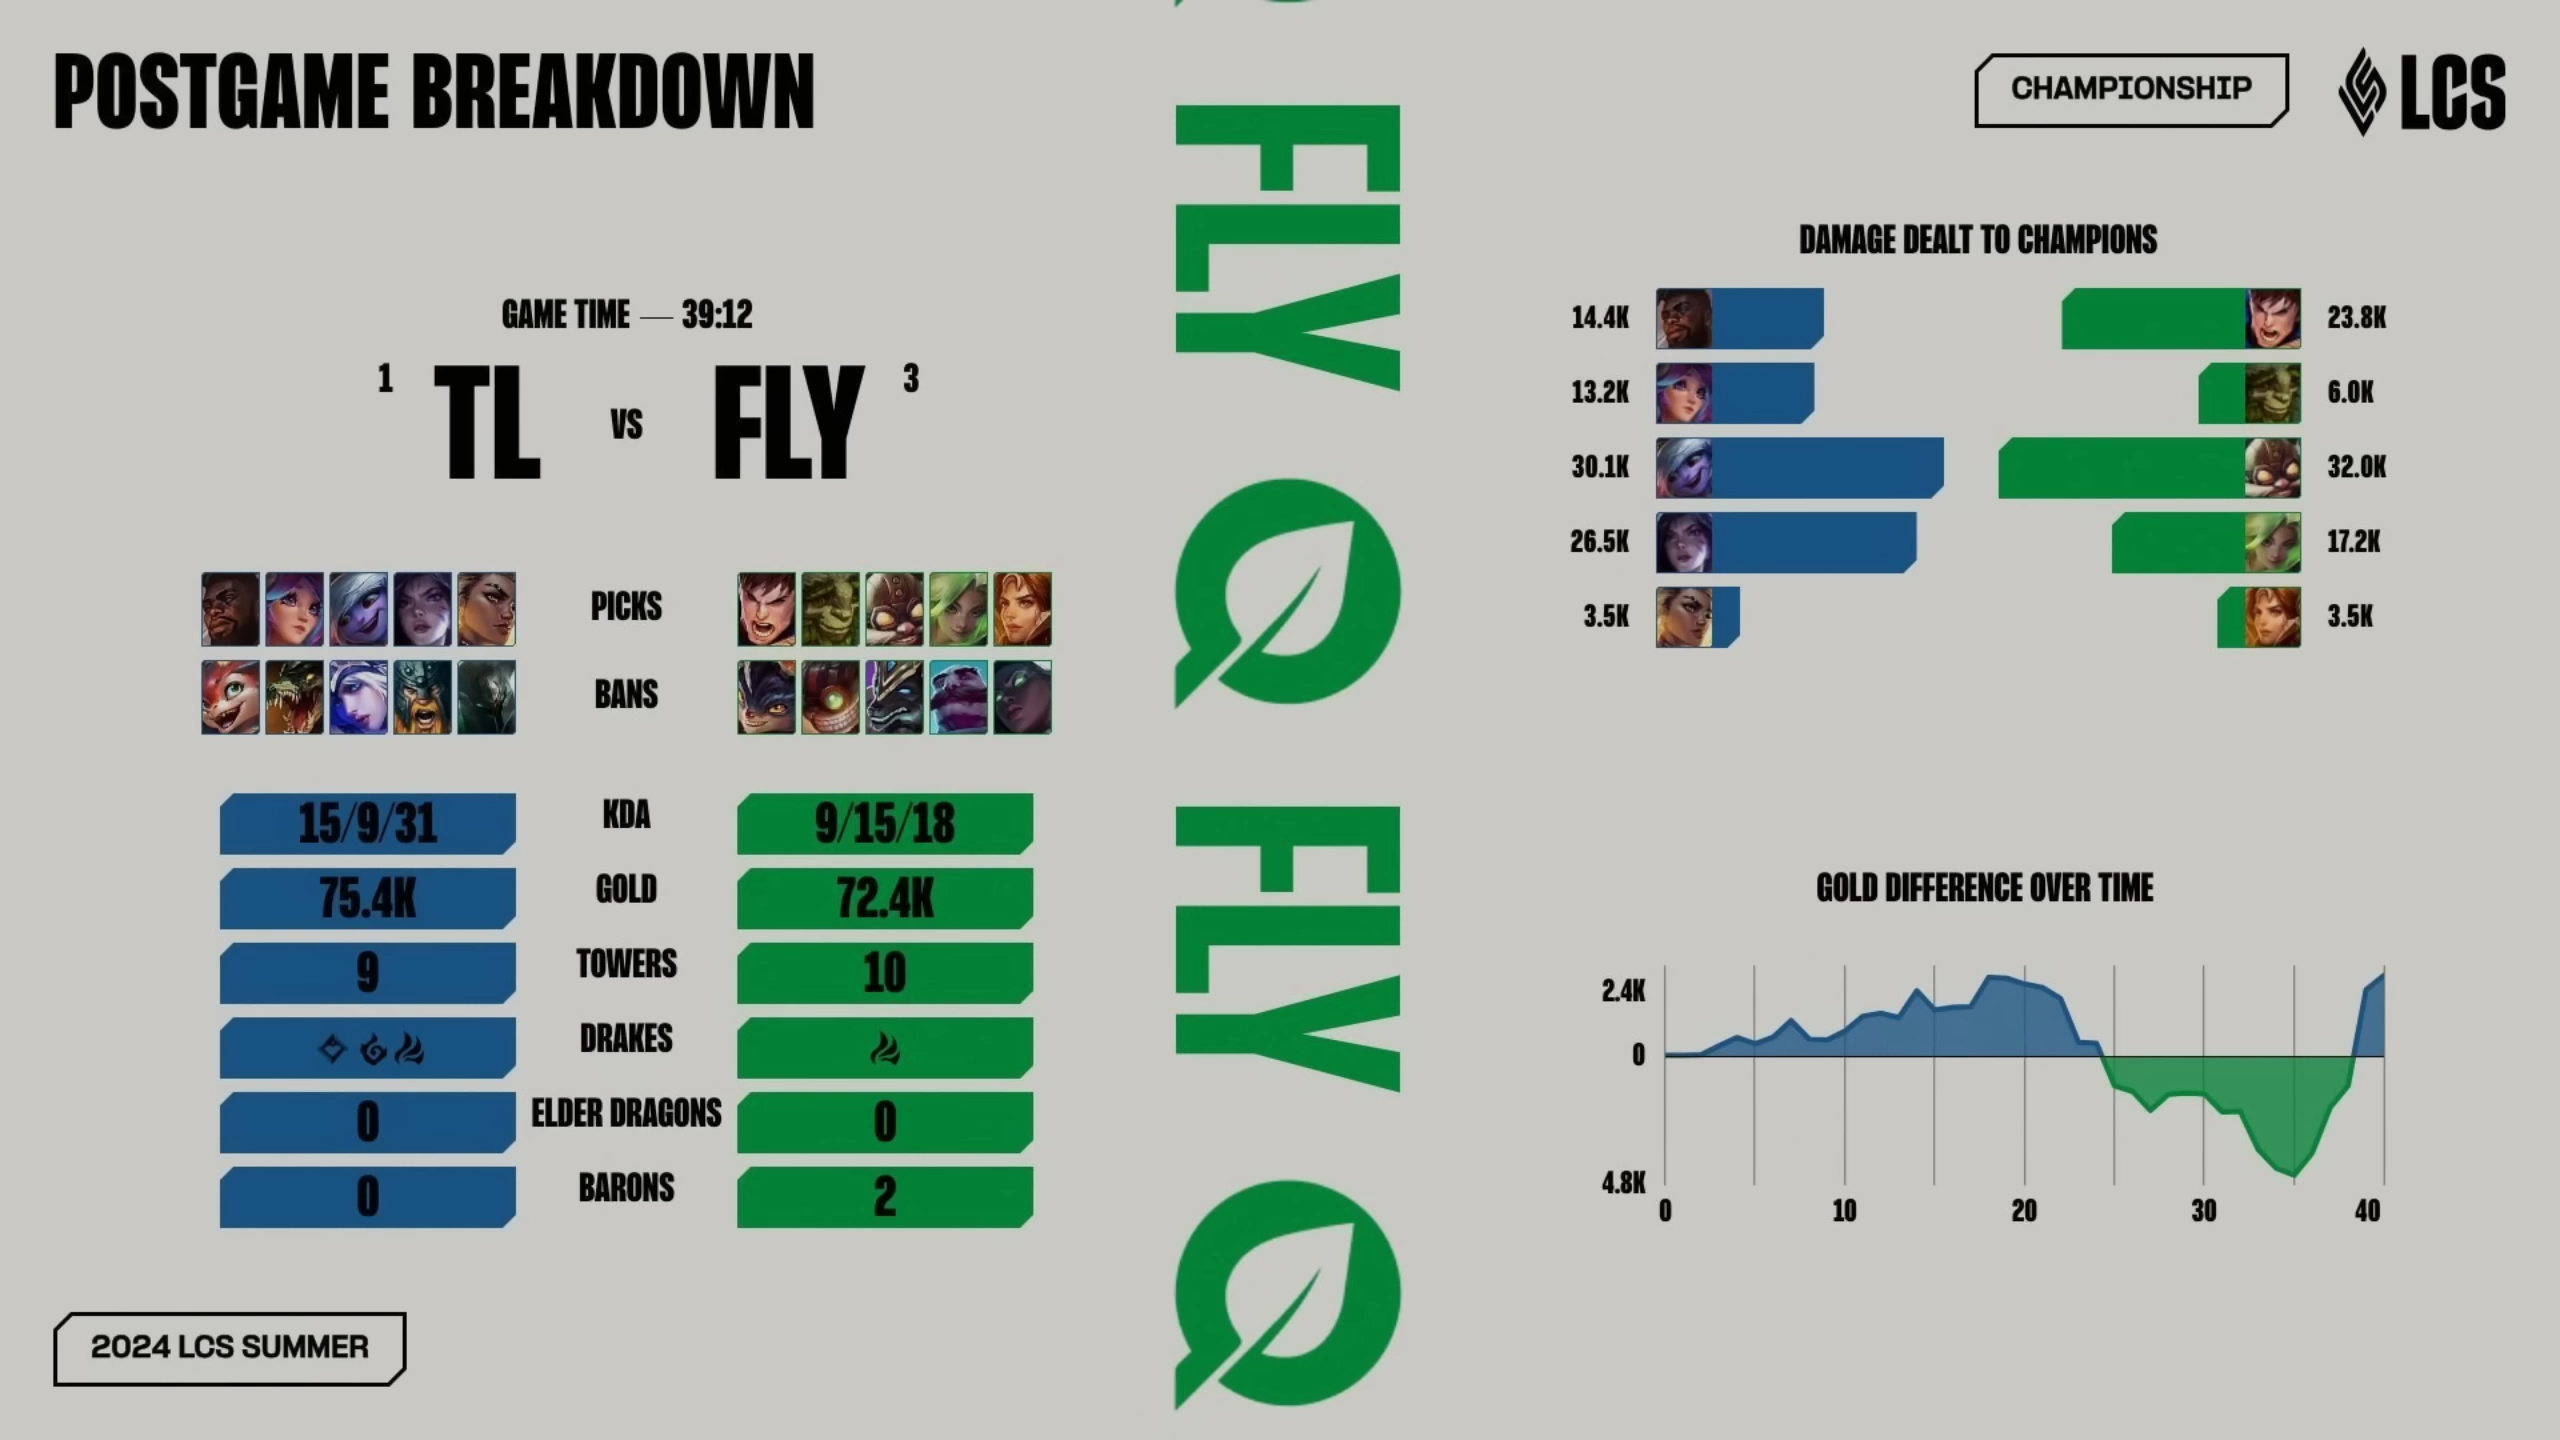 POSTGAME BREAKDOWN
CHAMPIONSHIP
LCS
GAME TIME — 39:12
1 TL VS FLY 3
PICKS
BANS
15/9/31 KDA 9/15/18
75.4K GOLD 72.4K
9 TOWERS 10
DRAKES
0 ELDER DRAGONS 0
0 BARONS 2
2024 LCS SUMMER
FLY
FLY
DAMAGE DEALT TO CHAMPIONS
14.4K 23.8K
13.2K 6.0K
30.1K 32.0K
26.5K 17.2K
3.5K 3.5K
GOLD DIFFERENCE OVER TIME
2.4K
0
4.8K
0 10 20 30 40